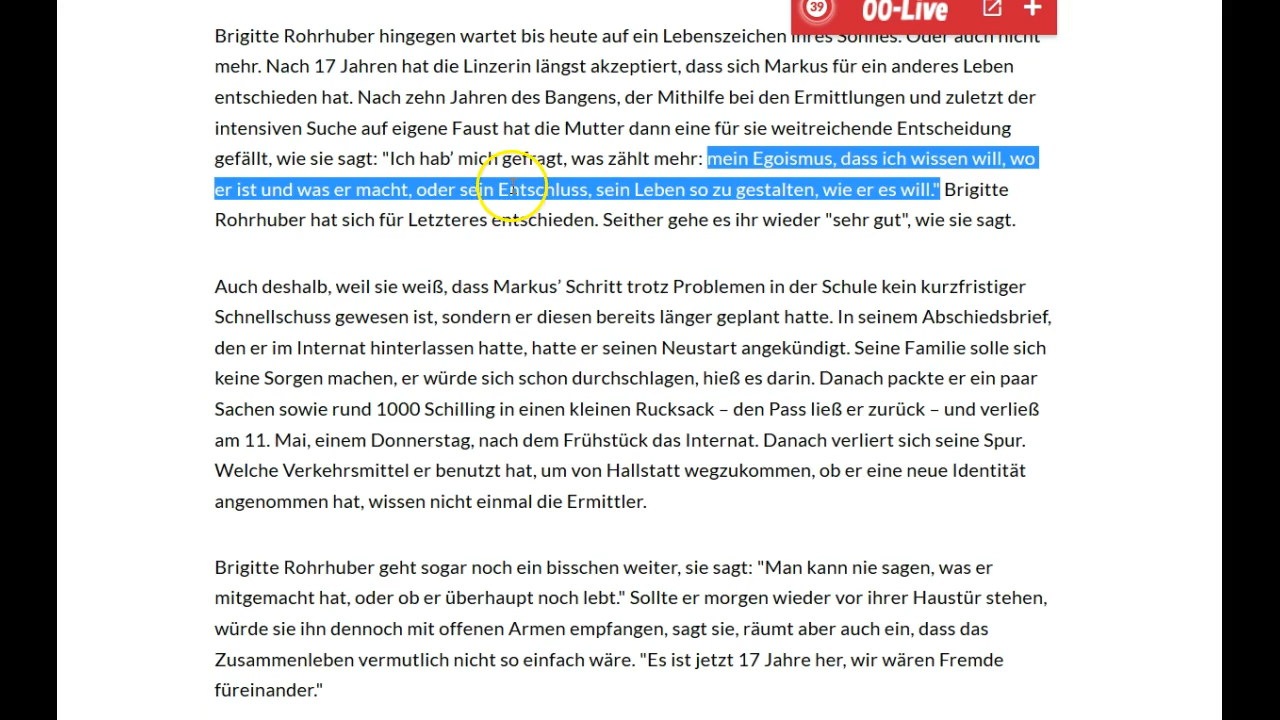 39
00-Live
Brigitte Rohrhuber hingegen wartet bis heute auf ein Lebenszeichen ihres Sohnes. Oder auch nicht
mehr. Nach 17 Jahren hat die Linzerin längst akzeptiert, dass sich Markus für ein anderes Leben
entschieden hat. Nach zehn Jahren des Bangens, der Mithilfe bei den Ermittlungen und zuletzt der
intensiven Suche auf eigene Faust hat die Mutter dann eine für sie weitreichende Entscheidung
gefällt, wie sie sagt: "Ich hab’ mich gefragt, was zählt mehr: mein Egoismus, dass ich wissen will, wo
er ist und was er macht, oder sein Entschluss, sein Leben so zu gestalten, wie er es will." Brigitte
Rohrhuber hat sich für Letzteres entschieden. Seither gehe es ihr wieder "sehr gut", wie sie sagt.
Auch deshalb, weil sie weiß, dass Markus’ Schritt trotz Problemen in der Schule kein kurzfristiger
Schnellschuss gewesen ist, sondern er diesen bereits länger geplant hatte. In seinem Abschiedsbrief,
den er im Internat hinterlassen hatte, hatte er seinen Neustart angekündigt. Seine Familie solle sich
keine Sorgen machen, er würde sich schon durchschlagen, hieß es darin. Danach packte er ein paar
Sachen sowie rund 1000 Schilling in einen kleinen Rucksack – den Pass ließ er zurück – und verließ
am 11. Mai, einem Donnerstag, nach dem Frühstück das Internat. Danach verliert sich seine Spur.
Welche Verkehrsmittel er benutzt hat, um von Hallstatt wegzukommen, ob er eine neue Identität
angenommen hat, wissen nicht einmal die Ermittler.
Brigitte Rohrhuber geht sogar noch ein bisschen weiter, sie sagt: "Man kann nie sagen, was er
mitgemacht hat, oder ob er überhaupt noch lebt." Sollte er morgen wieder vor ihrer Haustür stehen,
würde sie ihn dennoch mit offenen Armen empfangen, sagt sie, räumt aber auch ein, dass das
Zusammenleben vermutlich nicht so einfach wäre. "Es ist jetzt 17 Jahre her, wir wären Fremde
füreinander."